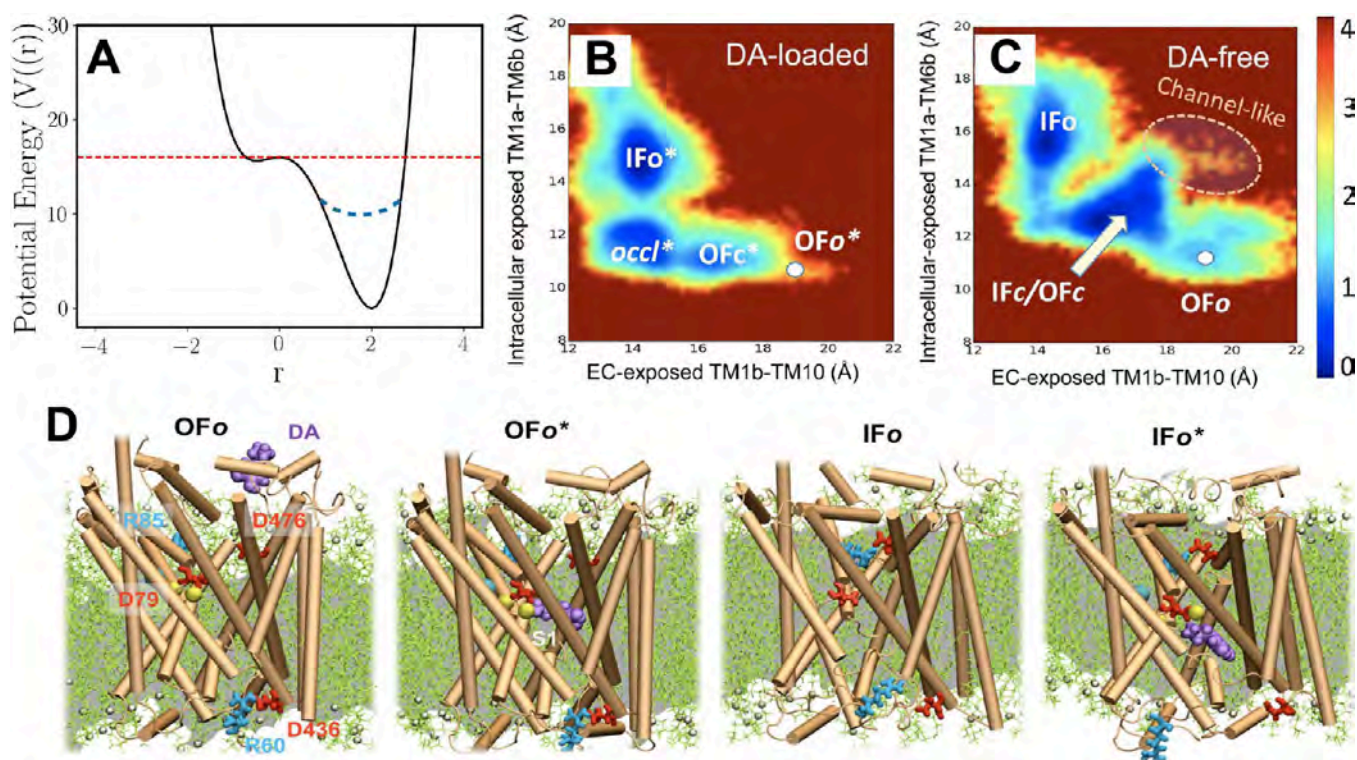 A
Potential Energy (V((r))
30
20
10
0
−4
−2
0
2
4
r
B
DA-loaded
Intracellular exposed TM1a-TM6b (Å)
20
18
16
14
12
10
8
IFo*
occl*
OFc*
OFo*
12
14
16
18
20
22
EC-exposed TM1b-TM10 (Å)
C
DA-free
Channel-like
Intracellular-exposed TM1a-TM6b (Å)
20
18
16
14
12
10
8
IFo
IFc/OFc
OFo
12
14
16
18
20
22
EC-exposed TM1b-TM10 (Å)
4
3
2
1
0
D
OFo
DA
R85
D476
D79
D436
R60
OFo*
S1
IFo
IFo*